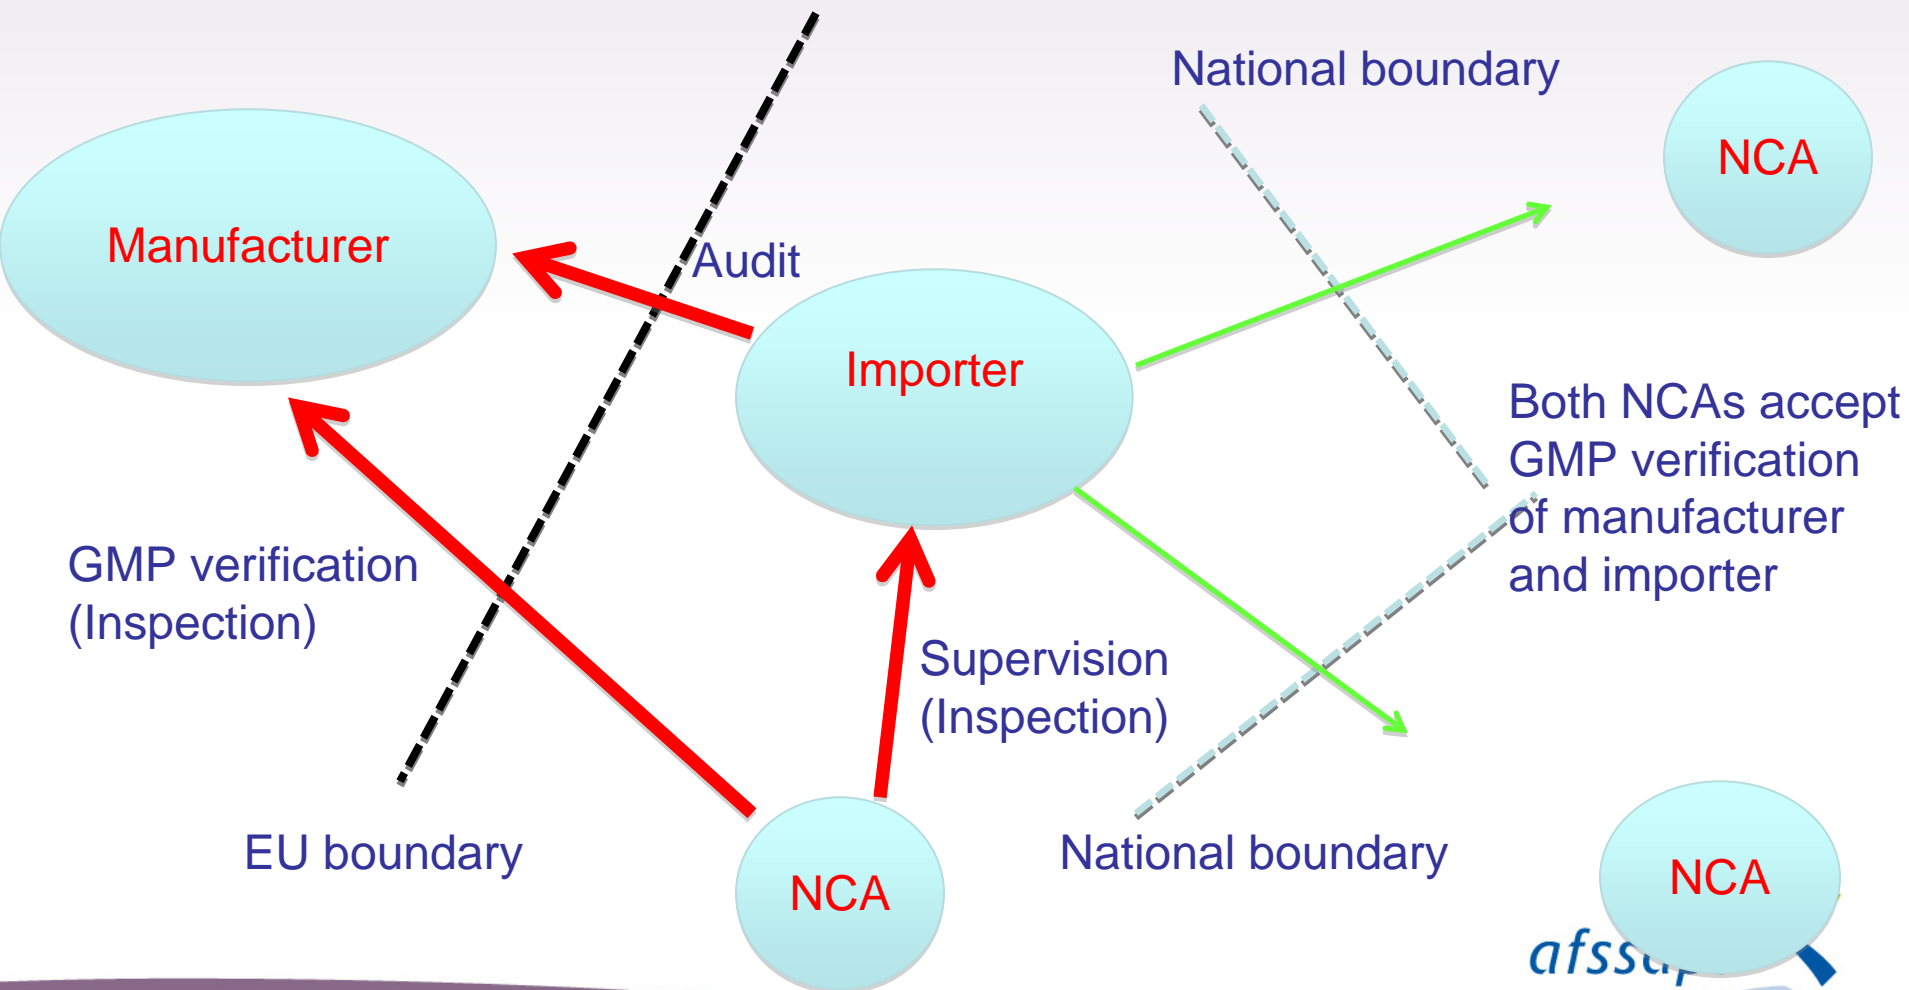 National boundary
NCA
Manufacturer
Audit
Importer
Both NCAs accept
GMP verification
of manufacturer
and importer
GMP verification
(Inspection)
Supervision
(Inspection)
EU boundary
National boundary
NCA
NCA